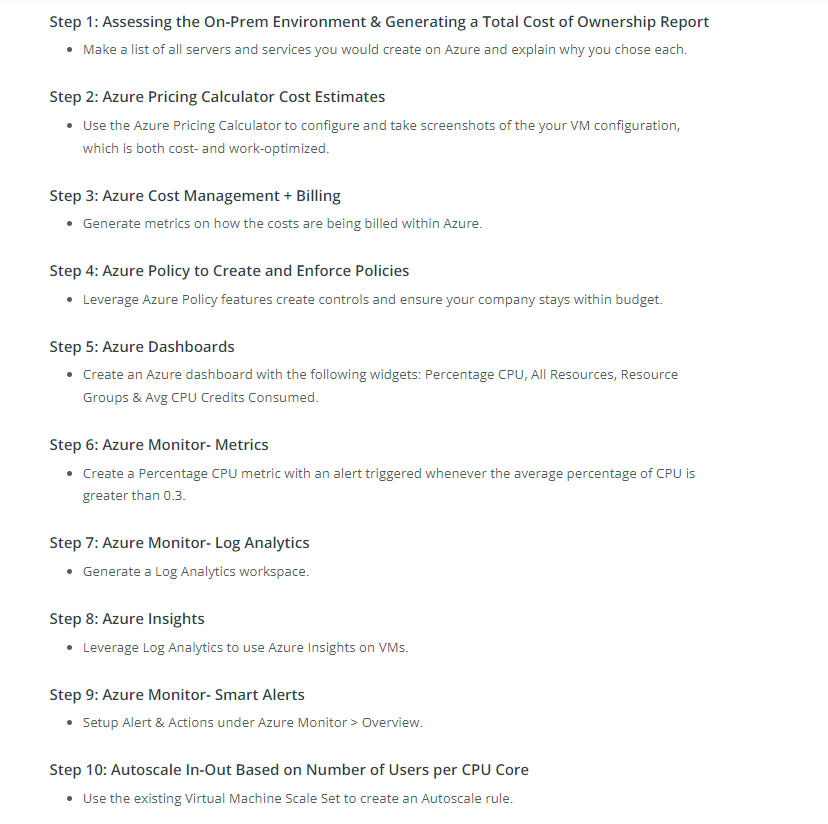 Step 1: Assessing the On-Prem Environment & Generating a Total Cost of Ownership Report
• Make a list of all servers and services you would create on Azure and explain why you chose each.
Step 2: Azure Pricing Calculator Cost Estimates
• Use the Azure Pricing Calculator to configure and take screenshots of the your VM configuration,
which is both cost- and work-optimized.
Step 3: Azure Cost Management + Billing
• Generate metrics on how the costs are being billed within Azure.
Step 4: Azure Policy to Create and Enforce Policies
• Leverage Azure Policy features create controls and ensure your company stays within budget.
Step 5: Azure Dashboards
• Create an Azure dashboard with the following widgets: Percentage CPU, All Resources, Resource
Groups & Avg CPU Credits Consumed.
Step 6: Azure Monitor- Metrics
• Create a Percentage CPU metric with an alert triggered whenever the average percentage of CPU is
greater than 0.3.
Step 7: Azure Monitor- Log Analytics
• Generate a Log Analytics workspace.
Step 8: Azure Insights
• Leverage Log Analytics to use Azure Insights on VMs.
Step 9: Azure Monitor- Smart Alerts
• Setup Alert & Actions under Azure Monitor > Overview.
Step 10: Autoscale In-Out Based on Number of Users per CPU Core
• Use the existing Virtual Machine Scale Set to create an Autoscale rule.